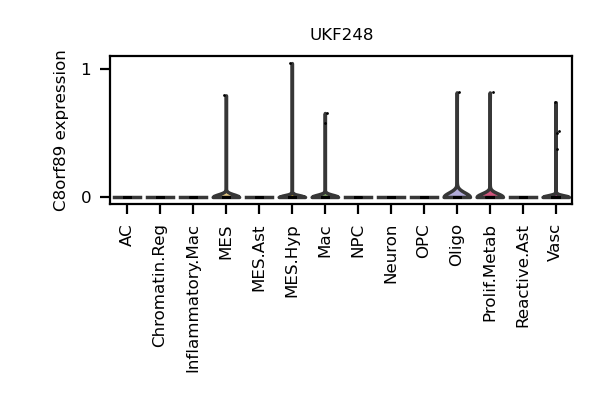 UKF248
C8orf89 expression
1
0
AC
Chromatin.Reg
Inflammatory.Mac
MES
MES.Ast
MES.Hyp
Mac
NPC
Neuron
OPC
Oligo
Prolif.Metab
Reactive.Ast
Vasc